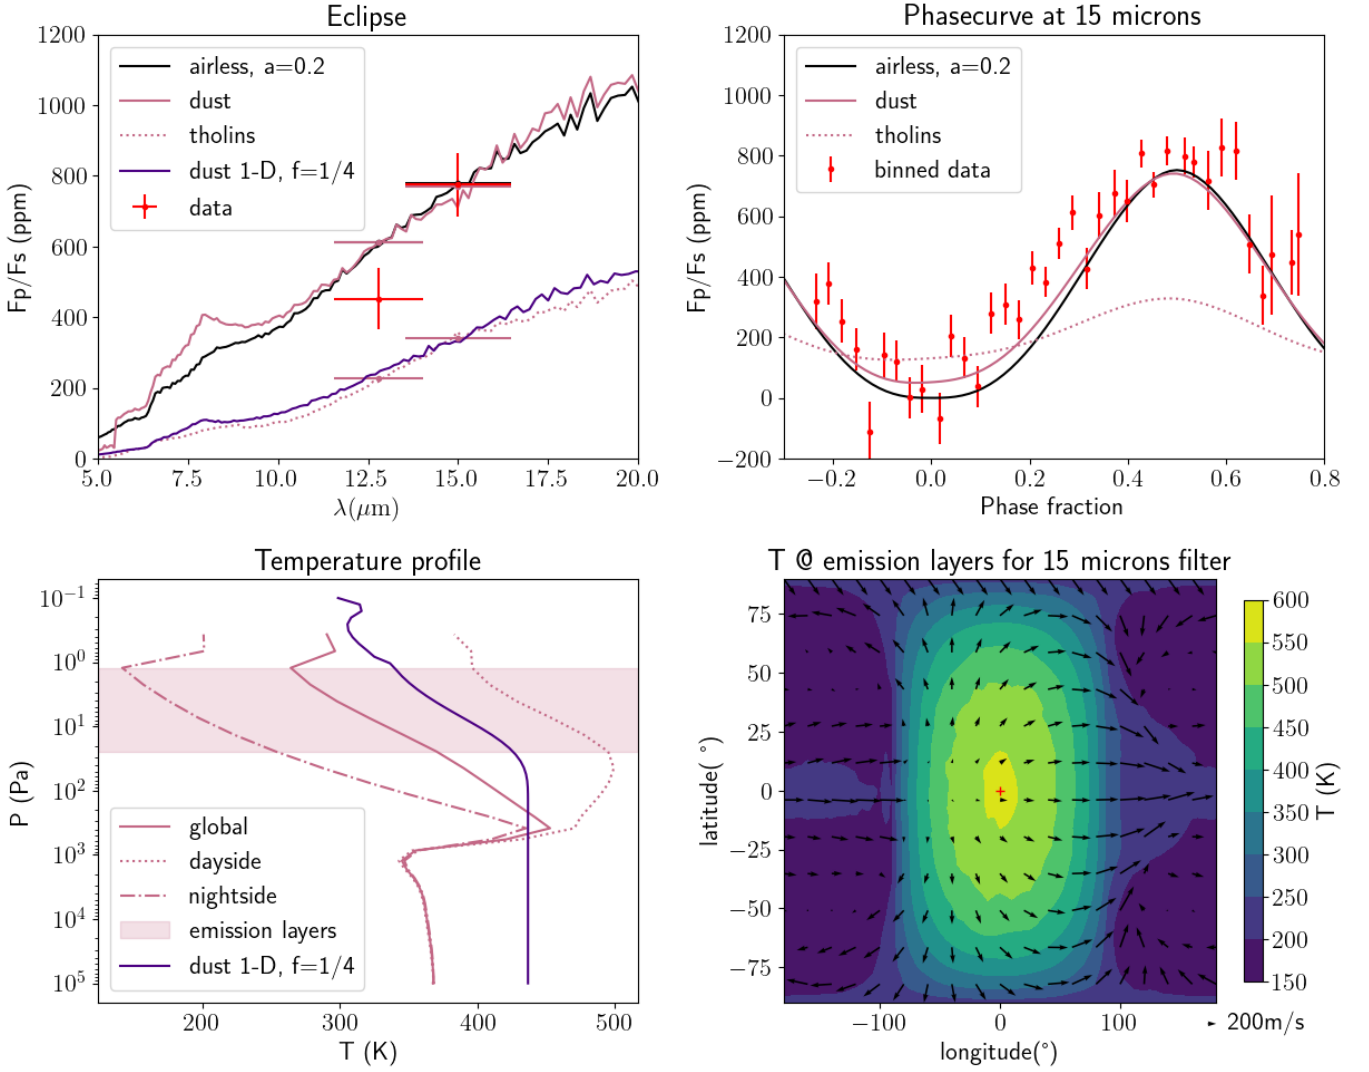 Eclipse
1200
1000
800
600
400
200
0
Fp/Fs (ppm)
airless, a=0.2
dust
tholins
dust 1-D, f=1/4
data
5.0 7.5 10.0 12.5 15.0 17.5 20.0
λ(μm)
Phasecurve at 15 microns
1200
1000
800
600
400
200
0
−200
Fp/Fs (ppm)
airless, a=0.2
dust
tholins
binned data
−0.2 0.0 0.2 0.4 0.6 0.8
Phase fraction
Temperature profile
10⁻¹
10⁰
10¹
10²
10³
10⁴
10⁵
P (Pa)
global
dayside
nightside
emission layers
dust 1-D, f=1/4
200 300 400 500
T (K)
T @ emission layers for 15 microns filter
75
50
25
0
−25
−50
−75
latitude( °)
−100 0 100
longitude(°)
600
550
500
450
400
350
300
250
200
150
T (K)
200m/s